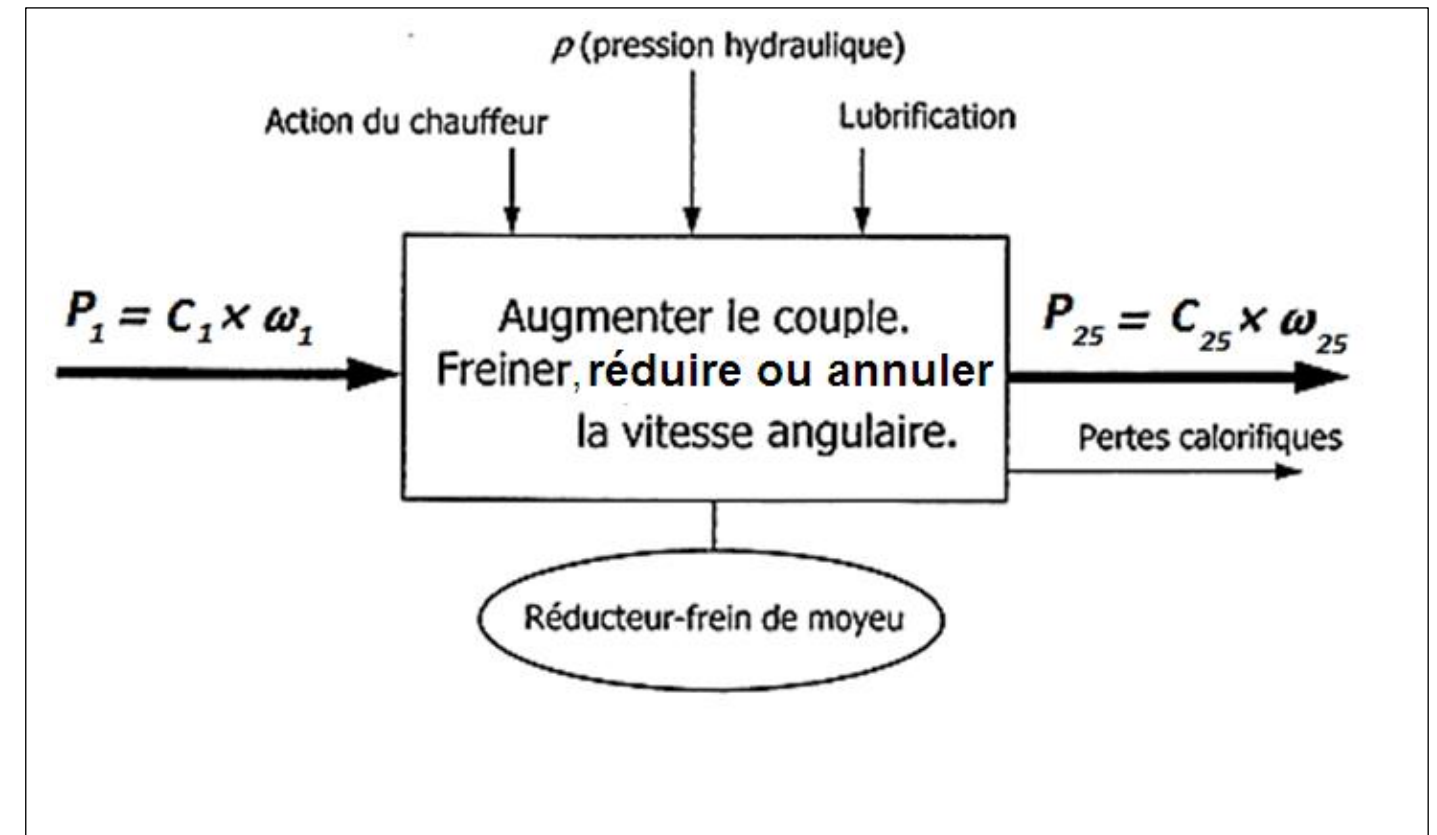 p (pression hydraulique)
Action du chauffeur
Lubrification
P₁ = C₁ × ω₁
Augmenter le couple.
Freiner, réduire ou annuler
la vitesse angulaire.
P₂₅ = C₂₅ × ω₂₅
Pertes calorifiques
Réducteur-frein de moyeu